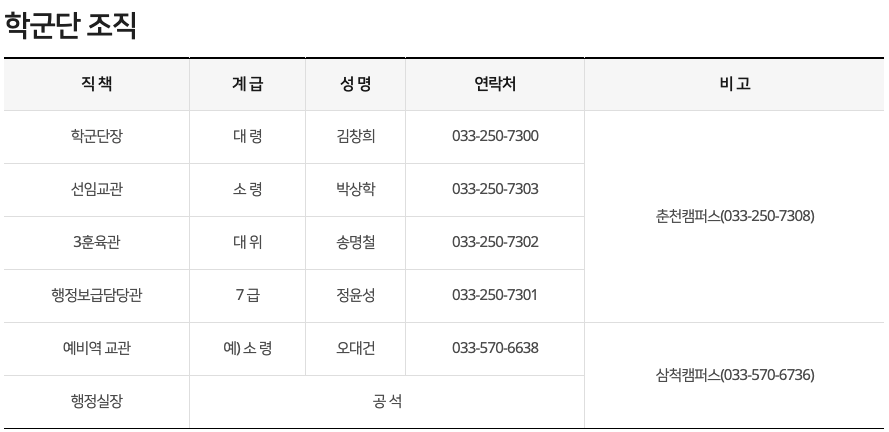 학군단 조직
직 책 계 급 성 명 연락처 비 고
학군단장 대 령 김창희 033-250-7300
선임교관 소 령 박상학 033-250-7303
춘천캠퍼스(033-250-7308)
3훈육관 대 위 송명철 033-250-7302
행정보급담당관 7 급 정윤성 033-250-7301
예비역 교관 예) 소 령 오대건 033-570-6638
삼척캠퍼스(033-570-6736)
행정실장 공 석